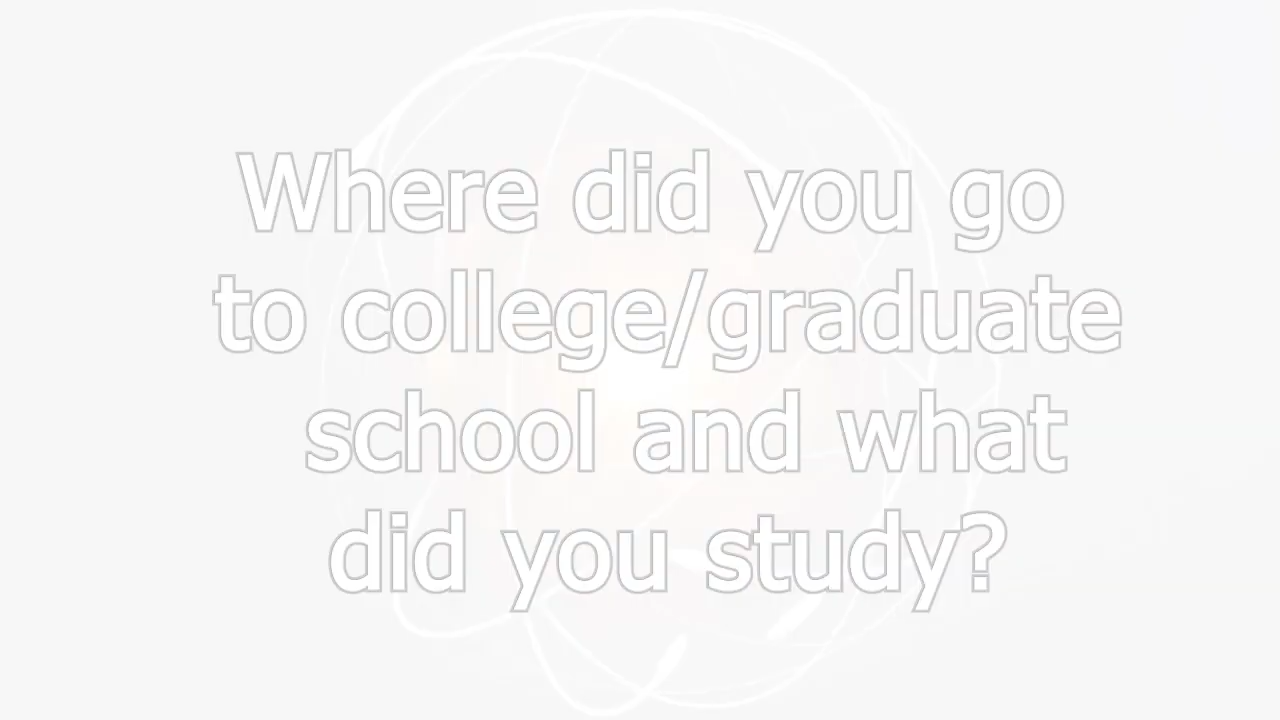 Where did you go
to college/graduate
school and what
did you study?